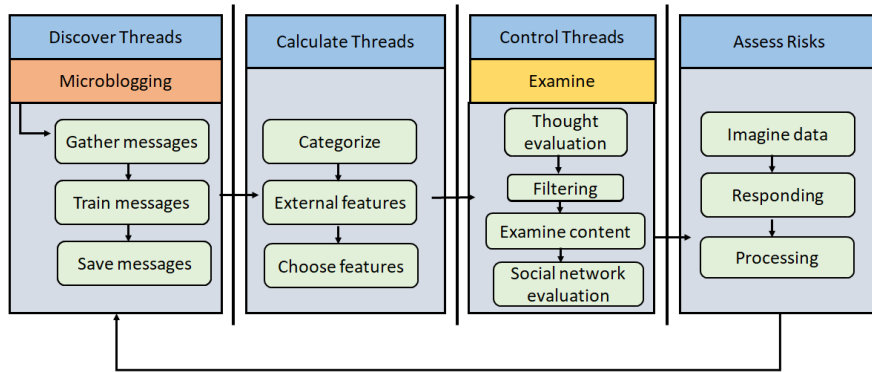 Discover Threads
Microblogging
Gather messages
Train messages
Save messages
Calculate Threads
Categorize
External features
Choose features
Control Threads
Examine
Thought
evaluation
Filtering
Examine content
Social network
evaluation
Assess Risks
Imagine data
Responding
Processing